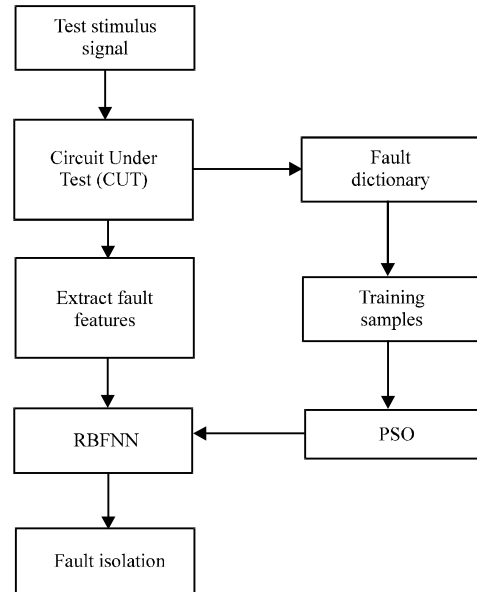 Test stimulus
signal
Circuit Under
Test (CUT)
Fault
dictionary
Extract fault
features
Training
samples
RBFNN
PSO
Fault isolation